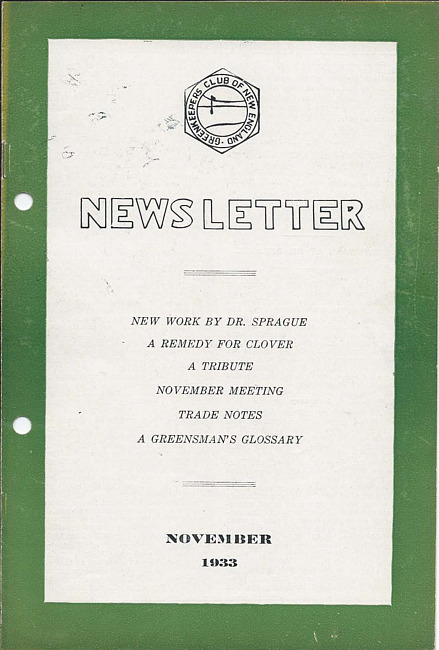 GREENKEEPERS CLUB OF NEW ENGLAND
NEWS LETTER
NEW WORK BY DR. SPRAGUE
A REMEDY FOR CLOVER
A TRIBUTE
NOVEMBER MEETING
TRADE NOTES
A GREENSMAN'S GLOSSARY
NOVEMBER
1933